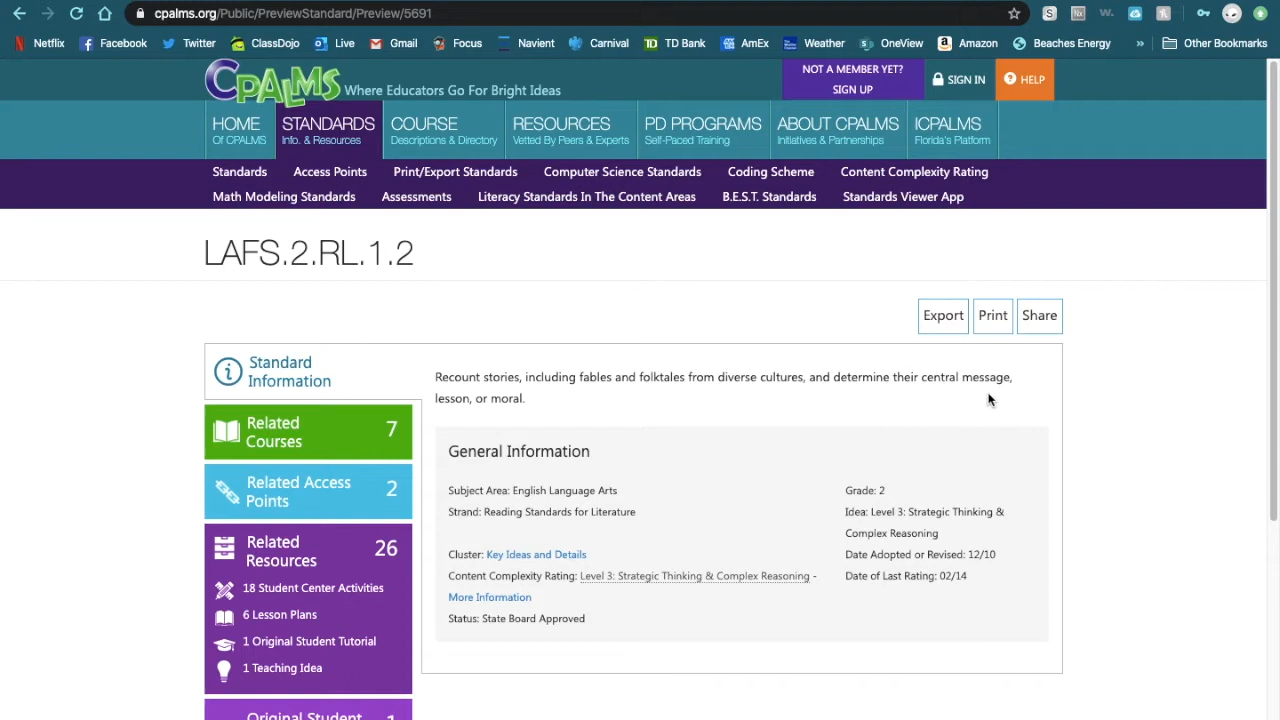 cpalms.org/Public/PreviewStandard/Preview/5691
Netflix Facebook Twitter ClassDojo Live Gmail Focus Navient Carnival TD Bank AmEx Weather OneView Amazon Beaches Energy » Other Bookmarks
CPALMS Where Educators Go For Bright Ideas
NOT A MEMBER YET?
SIGN UP
SIGN IN
HELP
HOME STANDARDS COURSE RESOURCES PD PROGRAMS ABOUT CPALMS ICPALMS
Of CPALMS Info. & Resources Descriptions & Directory Vetted By Peers & Experts Self-Paced Training Initiatives & Partnerships Florida's Platform
Standards Access Points Print/Export Standards Computer Science Standards Coding Scheme Content Complexity Rating
Math Modeling Standards Assessments Literacy Standards In The Content Areas B.E.S.T. Standards Standards Viewer App
LAFS.2.RL.1.2
Export Print Share
Standard
Information
Related
Courses
7
Related Access
Points
2
Related
Resources
26
18 Student Center Activities
6 Lesson Plans
1 Original Student Tutorial
1 Teaching Idea
Original Student 1
Recount stories, including fables and folktales from diverse cultures, and determine their central message,
lesson, or moral.
General Information
Subject Area: English Language Arts
Strand: Reading Standards for Literature
Cluster: Key Ideas and Details
Content Complexity Rating: Level 3: Strategic Thinking & Complex Reasoning -
More Information
Status: State Board Approved
Grade: 2
Idea: Level 3: Strategic Thinking &
Complex Reasoning
Date Adopted or Revised: 12/10
Date of Last Rating: 02/14